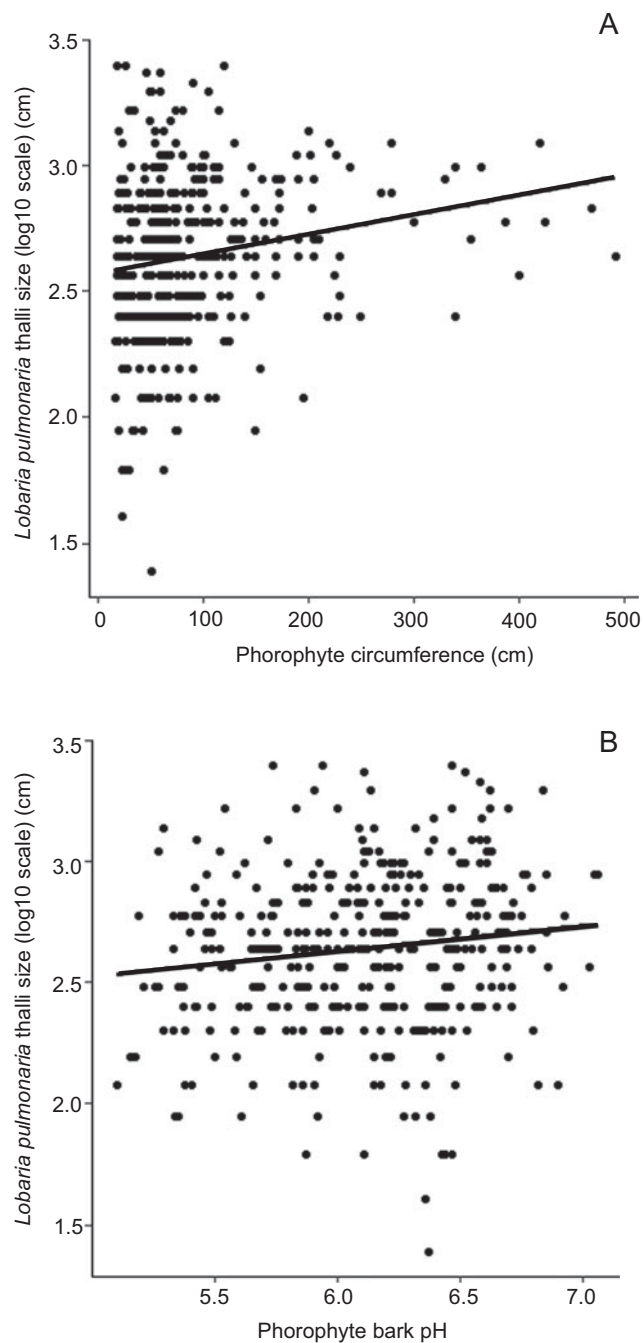 A
3.5
3.0
2.5
2.0
1.5
Lobaria pulmonaria thalli size (log10 scale) (cm)
0 100 200 300 400 500
Phorophyte circumference (cm)
B
3.5
3.0
2.5
2.0
1.5
Lobaria pulmonaria thalli size (log10 scale) (cm)
5.5 6.0 6.5 7.0
Phorophyte bark pH